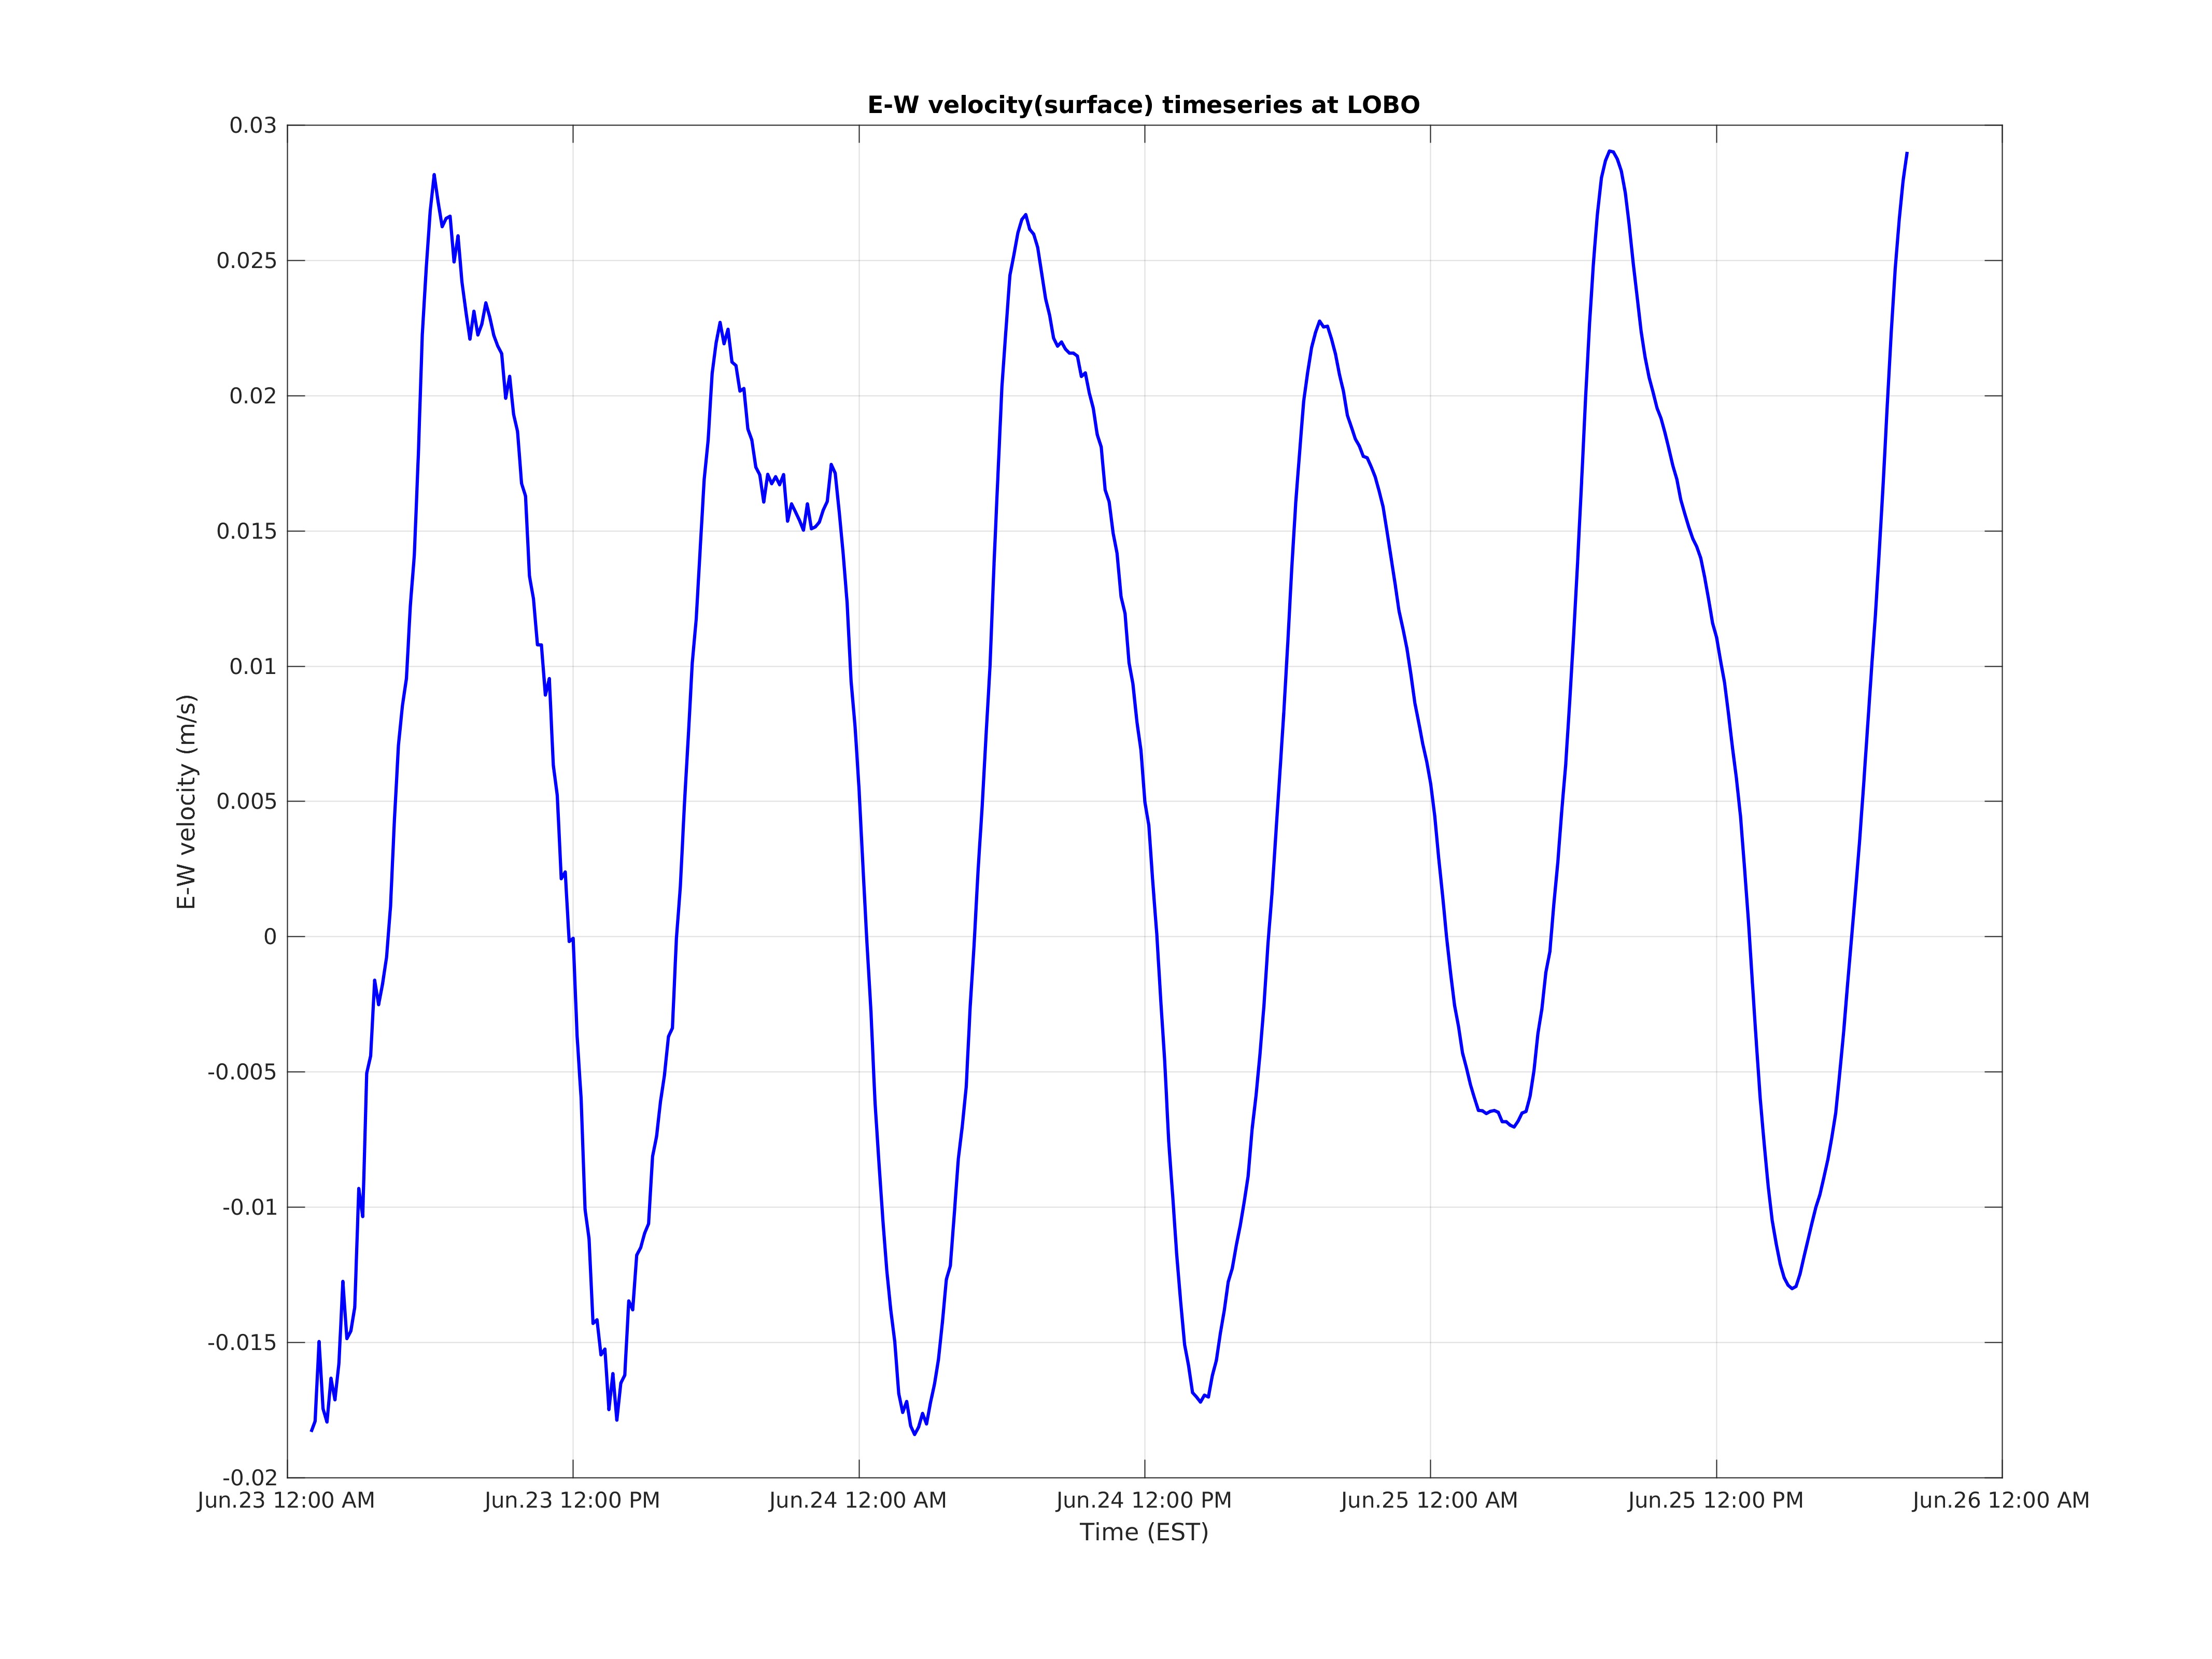 E-W velocity(surface) timeseries at LOBO
0.03
0.025
0.02
0.015
0.01
0.005
0
-0.005
-0.01
-0.015
-0.02
E-W velocity (m/s)
Jun.23 12:00 AM
Jun.23 12:00 PM
Jun.24 12:00 AM
Jun.24 12:00 PM
Jun.25 12:00 AM
Jun.25 12:00 PM
Jun.26 12:00 AM
Time (EST)